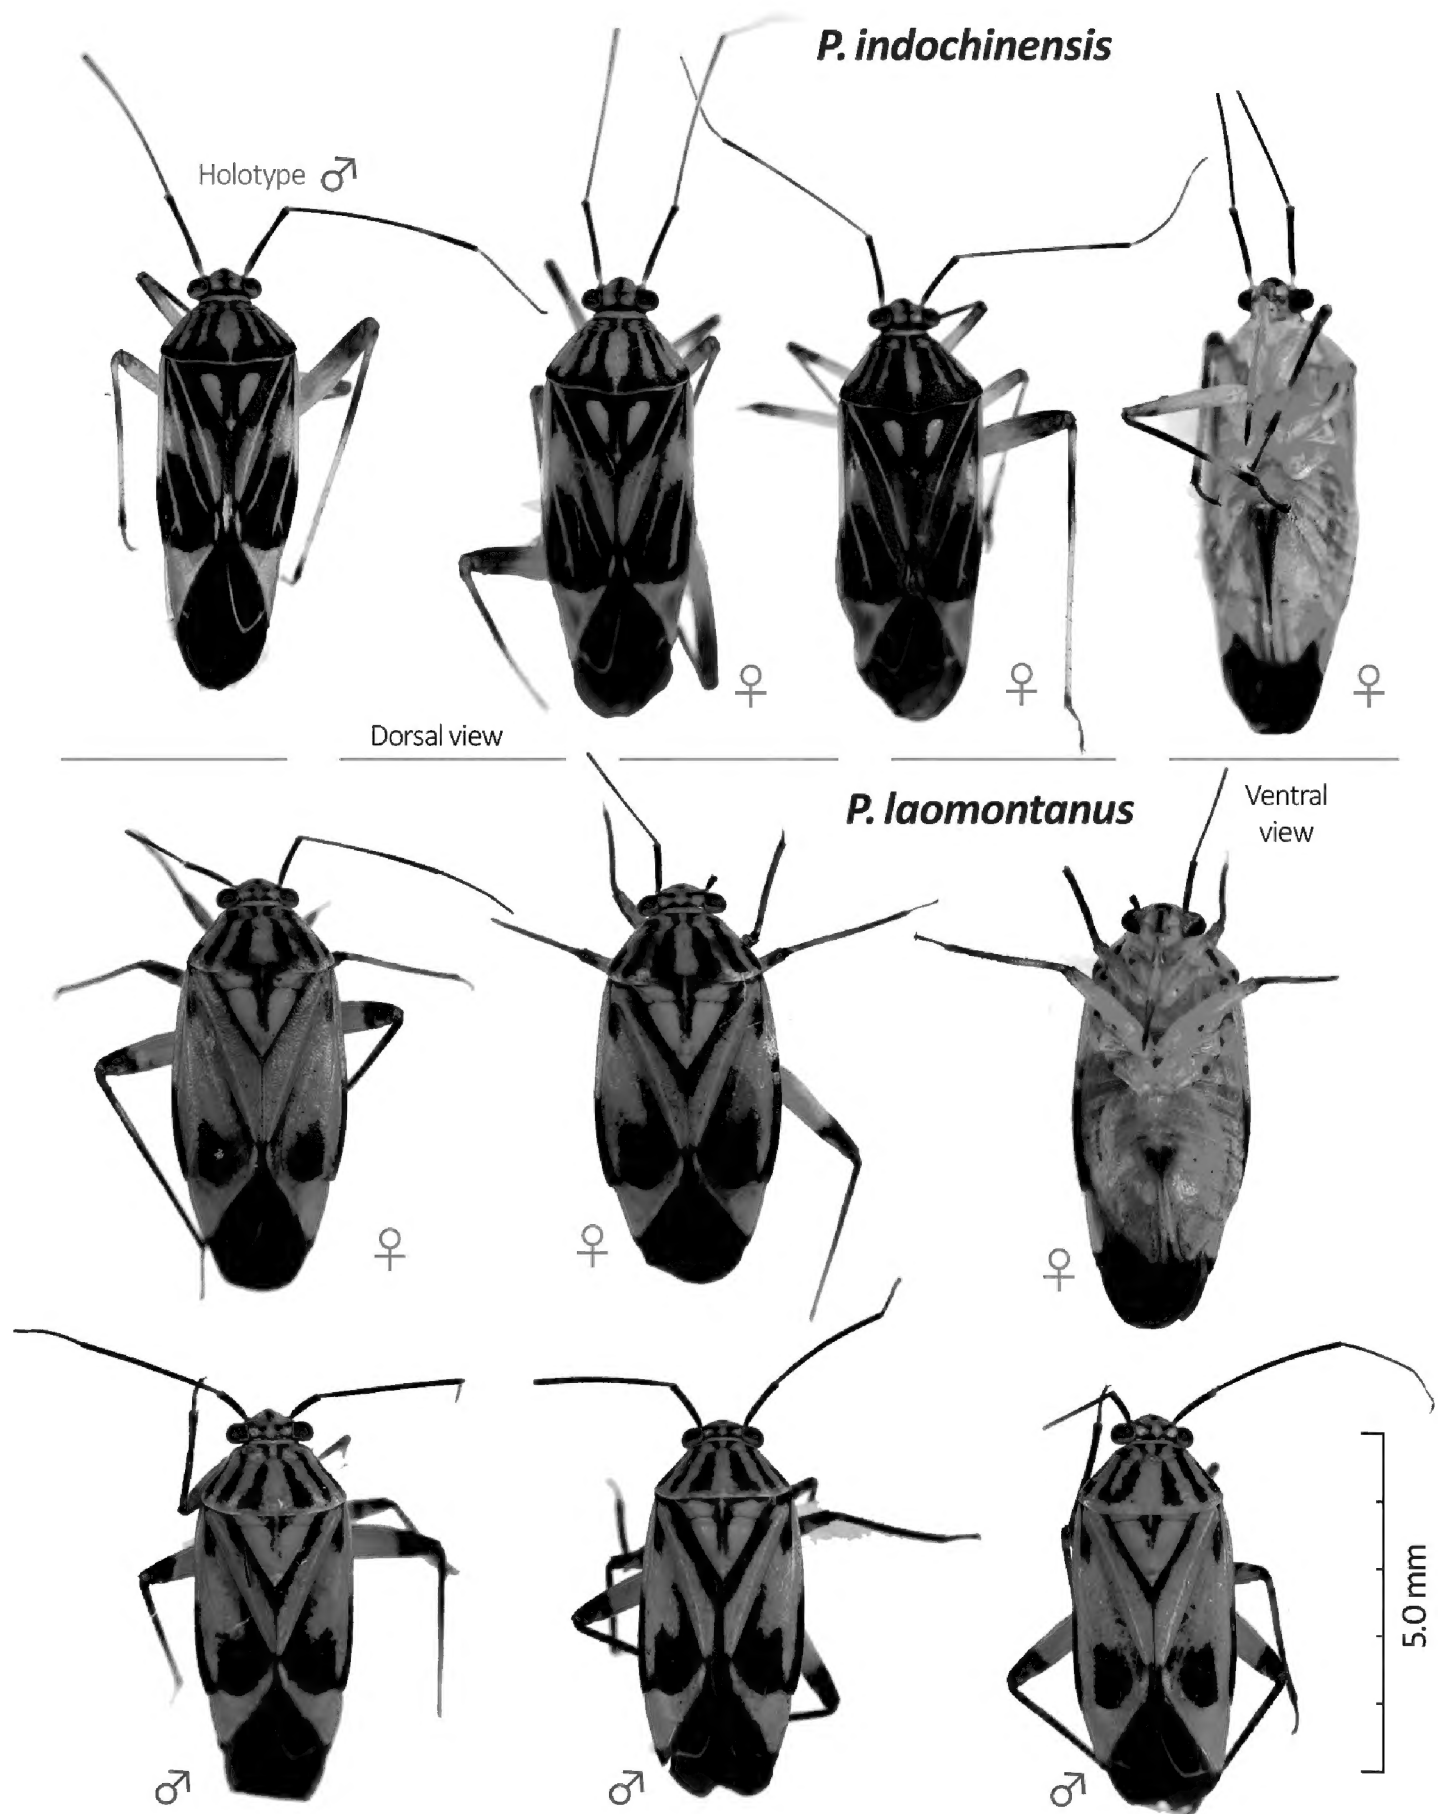 P. indochinensis
Holotype ♂
♀
♀
♀
Dorsal view
P. laomontanus
Ventral
view
♀
♀
♀
5.0 mm
♂
♂
♂